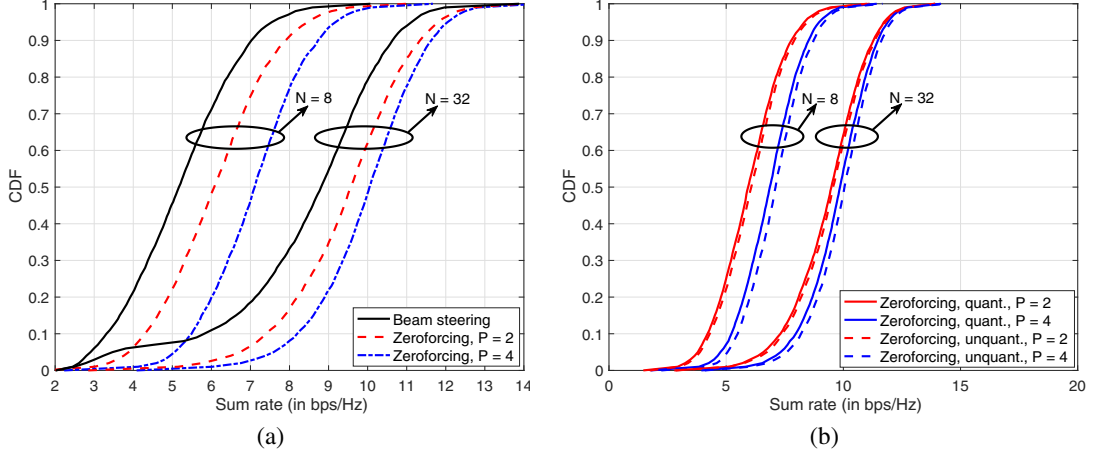 1
0.9
0.8
0.7
0.6
0.5
0.4
0.3
0.2
0.1
0
CDF
N = 8
N = 32
Beam steering
Zeroforcing, P = 2
Zeroforcing, P = 4
2 3 4 5 6 7 8 9 10 11 12 13 14
Sum rate (in bps/Hz)
(a)
1
0.9
0.8
0.7
0.6
0.5
0.4
0.3
0.2
0.1
0
CDF
N = 8
N = 32
Zeroforcing, quant., P = 2
Zeroforcing, quant., P = 4
Zeroforcing, unquant., P = 2
Zeroforcing, unquant., P = 4
0 5 10 15 20
Sum rate (in bps/Hz)
(b)